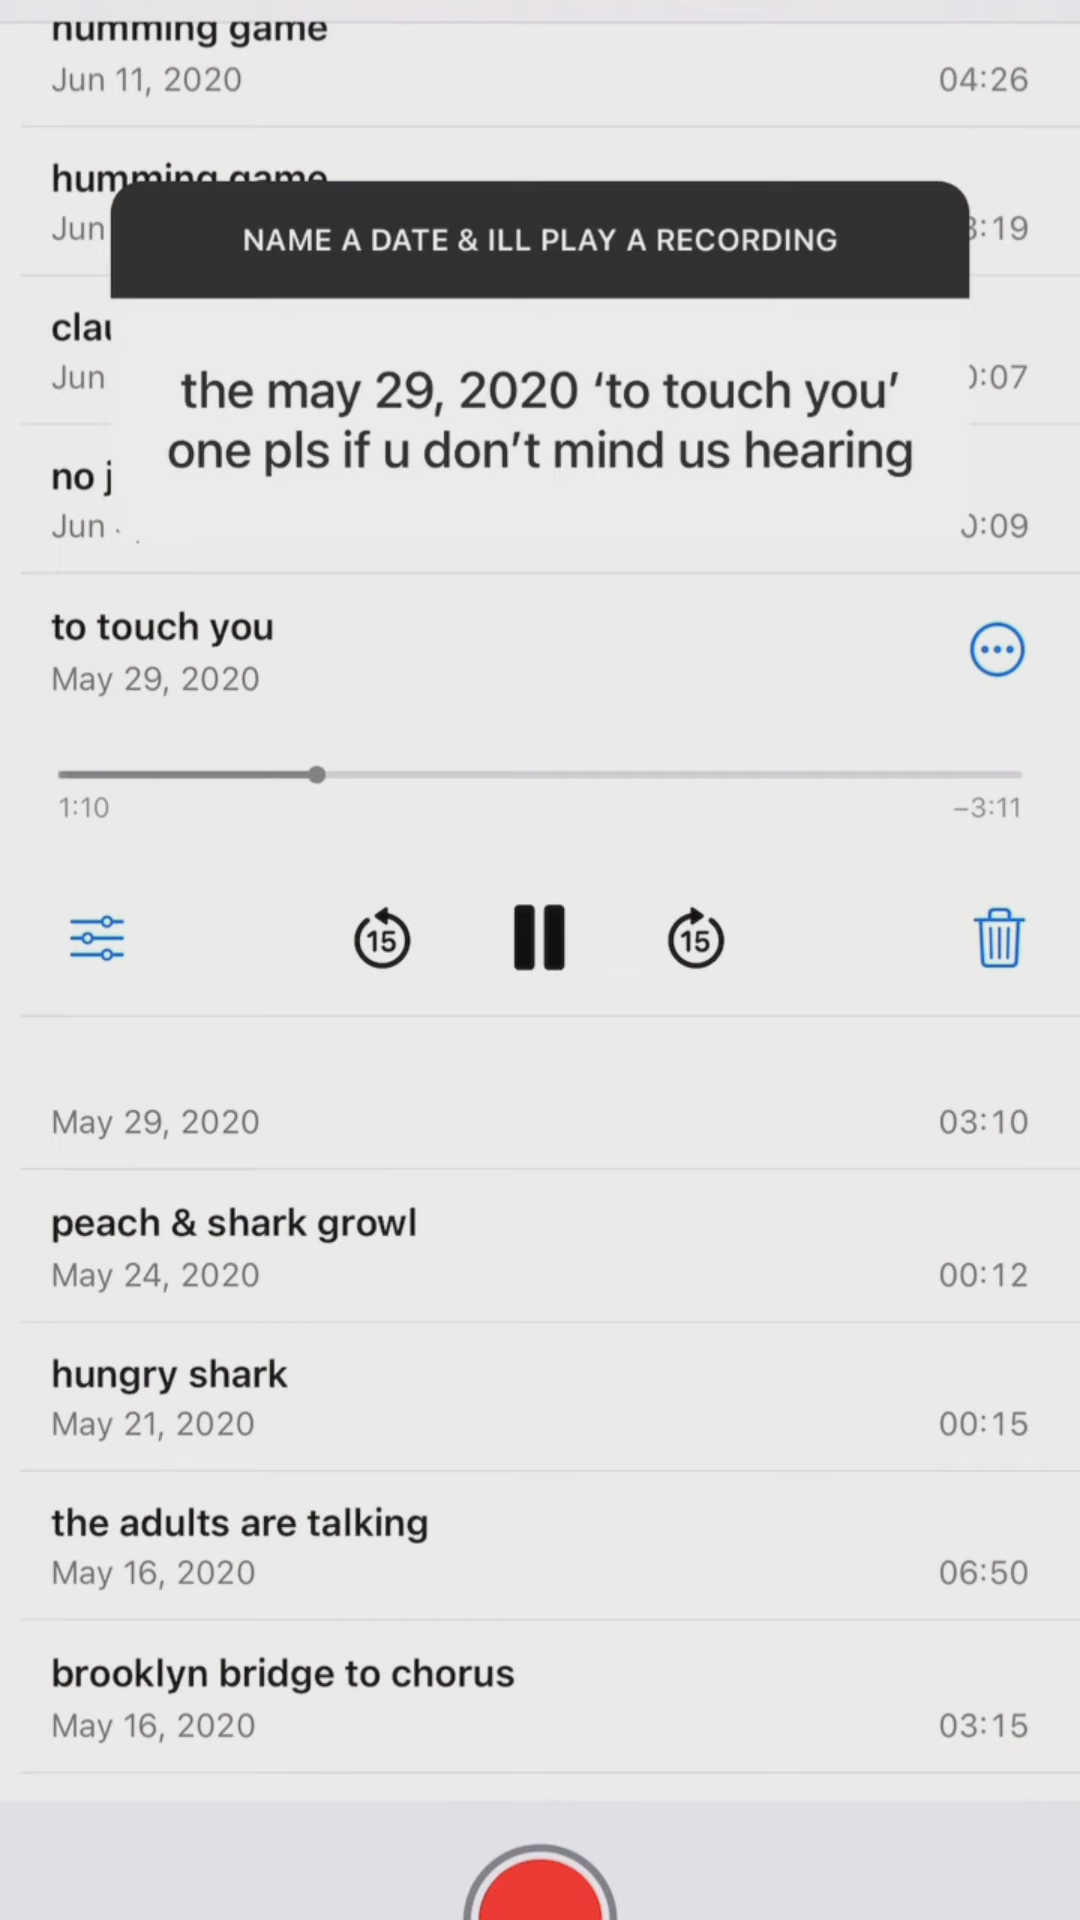 humming game
Jun 11, 2020
04:26
humming game
Jun
3:19
NAME A DATE & ILL PLAY A RECORDING
Jun
0:07
the may 29, 2020 ‘to touch you’
one pls if u don’t mind us hearing
no j
Jun
0:09
to touch you
May 29, 2020
1:10
–3:11
15
15
May 29, 2020
03:10
peach & shark growl
May 24, 2020
00:12
hungry shark
May 21, 2020
00:15
the adults are talking
May 16, 2020
06:50
brooklyn bridge to chorus
May 16, 2020
03:15